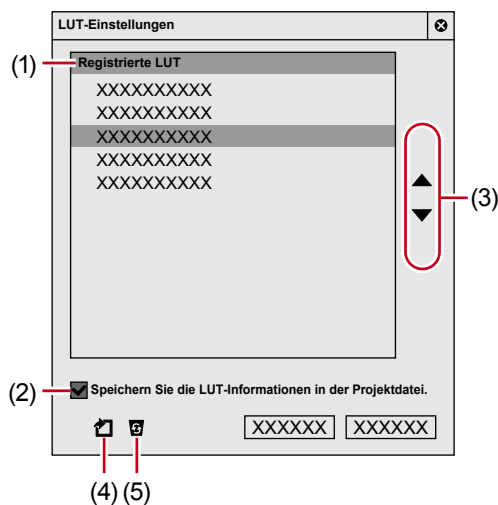 LUT-Einstellungen
(1)
Registrierte LUT
XXXXXXXXXX
XXXXXXXXXX
XXXXXXXXXX
XXXXXXXXXX
XXXXXXXXXX
(3)
(2)
Speichern Sie die LUT-Informationen in der Projektdatei.
XXXXXX XXXXXX
(4) (5)